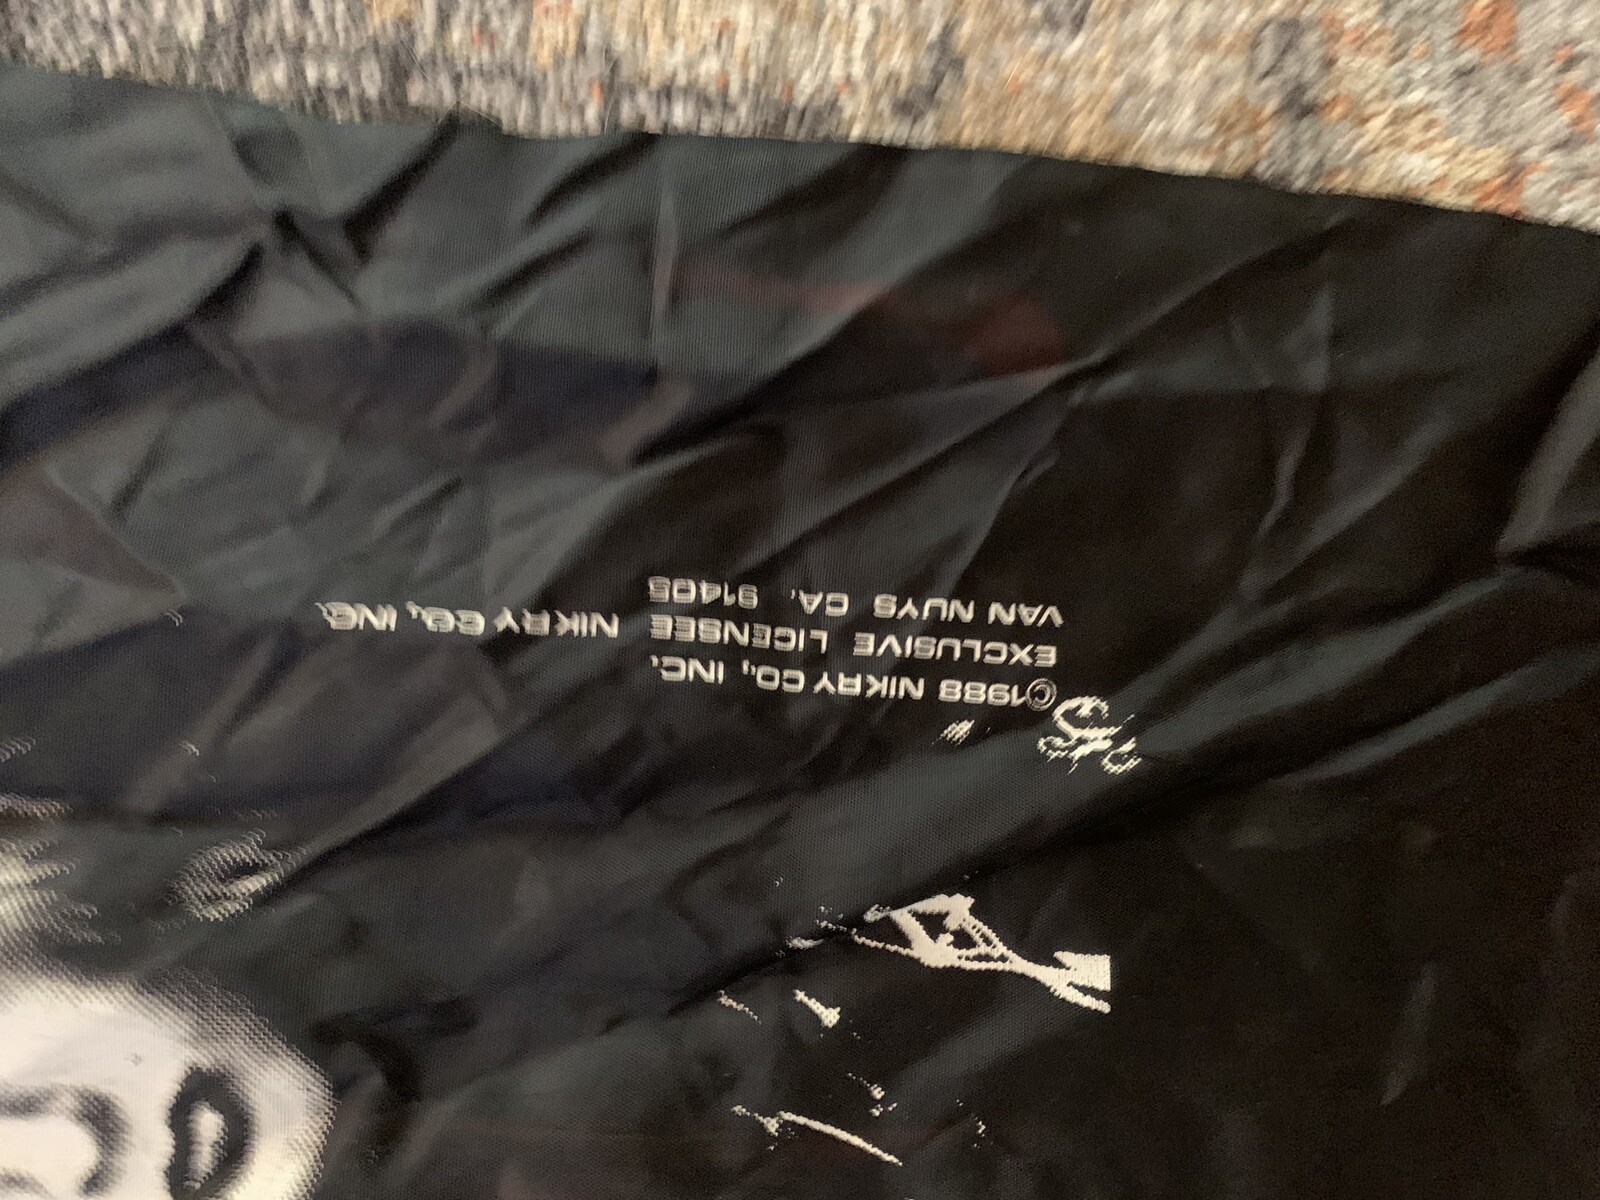 ©1988 NIKRY CO., INC.
EXCLUSIVE LICENSEE NIKRY CO., INC.
VAN NUYS CA. 91405